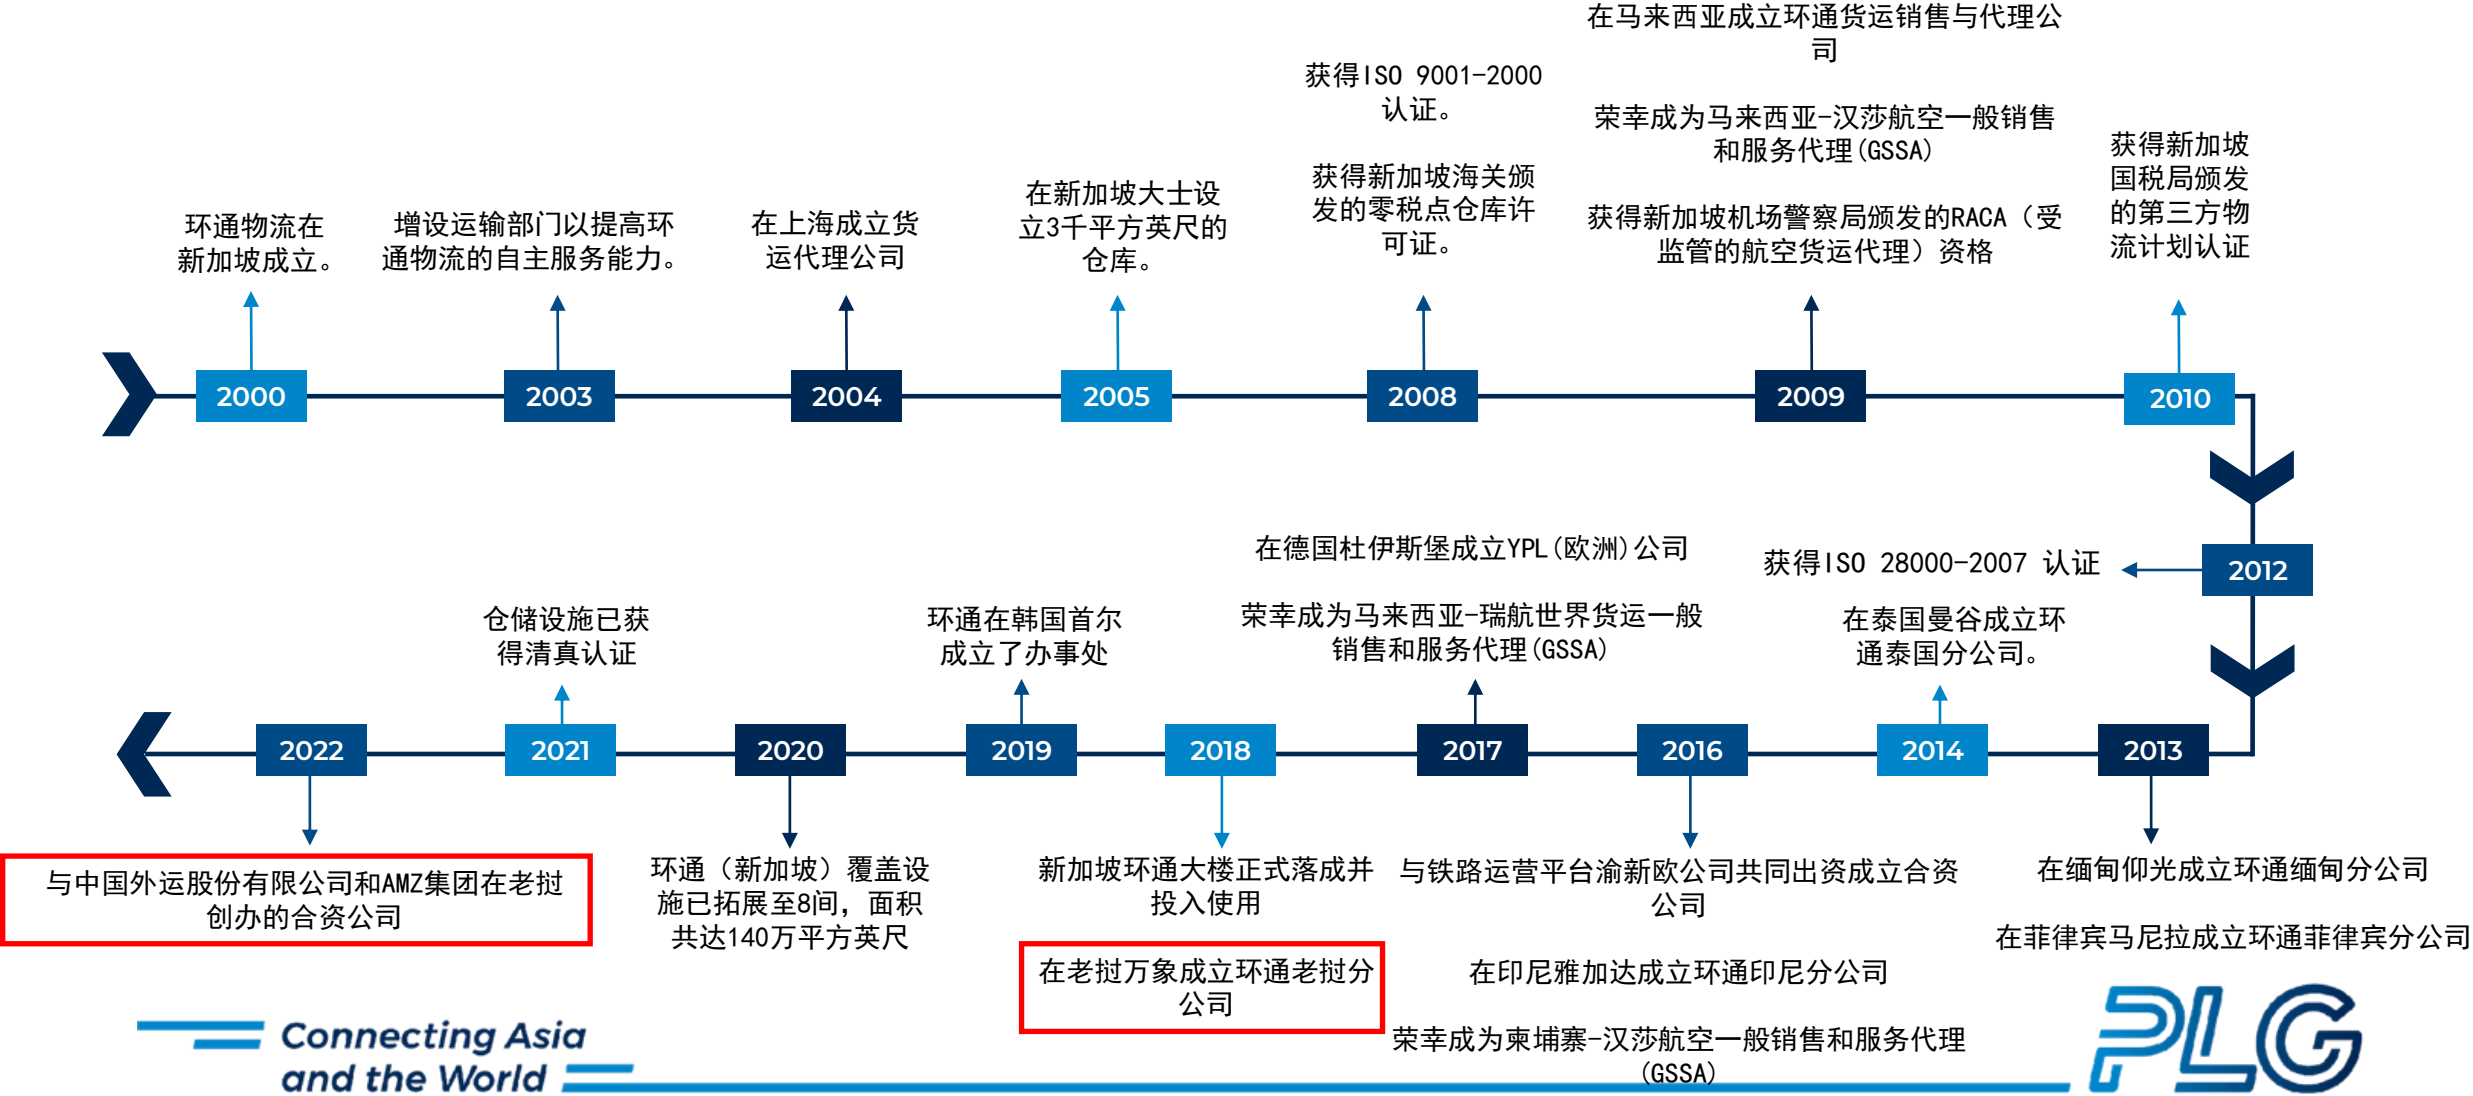 环通物流在
新加坡成立。
2000
增设运输部门以提高环
通物流的自主服务能力。
2003
在上海成立货
运代理公司
2004
在新加坡大士设
立3千平方英尺的
仓库。
2005
获得ISO 9001-2000
认证。
获得新加坡海关颁
发的零税点仓库许
可证。
2008
在马来西亚成立环通货运销售与代理公
司
荣幸成为马来西亚-汉莎航空一般销售
和服务代理(GSSA)
获得新加坡机场警察局颁发的RACA（受
监管的航空货运代理）资格
2009
获得新加坡
国税局颁发
的第三方物
流计划认证
2010
获得ISO 28000-2007 认证
2012
2013
在缅甸仰光成立环通缅甸分公司
在菲律宾马尼拉成立环通菲律宾分公司
在泰国曼谷成立环
通泰国分公司。
2014
2016
与铁路运营平台渝新欧公司共同出资成立合资
公司
在印尼雅加达成立环通印尼分公司
荣幸成为柬埔寨-汉莎航空一般销售和服务代理
(GSSA)
在德国杜伊斯堡成立YPL(欧洲)公司
荣幸成为马来西亚-瑞航世界货运一般
销售和服务代理(GSSA)
2017
2018
新加坡环通大楼正式落成并
投入使用
在老挝万象成立环通老挝分
公司
环通在韩国首尔
成立了办事处
2019
2020
环通（新加坡）覆盖设
施已拓展至8间，面积
共达140万平方英尺
仓储设施已获
得清真认证
2021
2022
与中国外运股份有限公司和AMZ集团在老挝
创办的合资公司
Connecting Asia
and the World
PLG